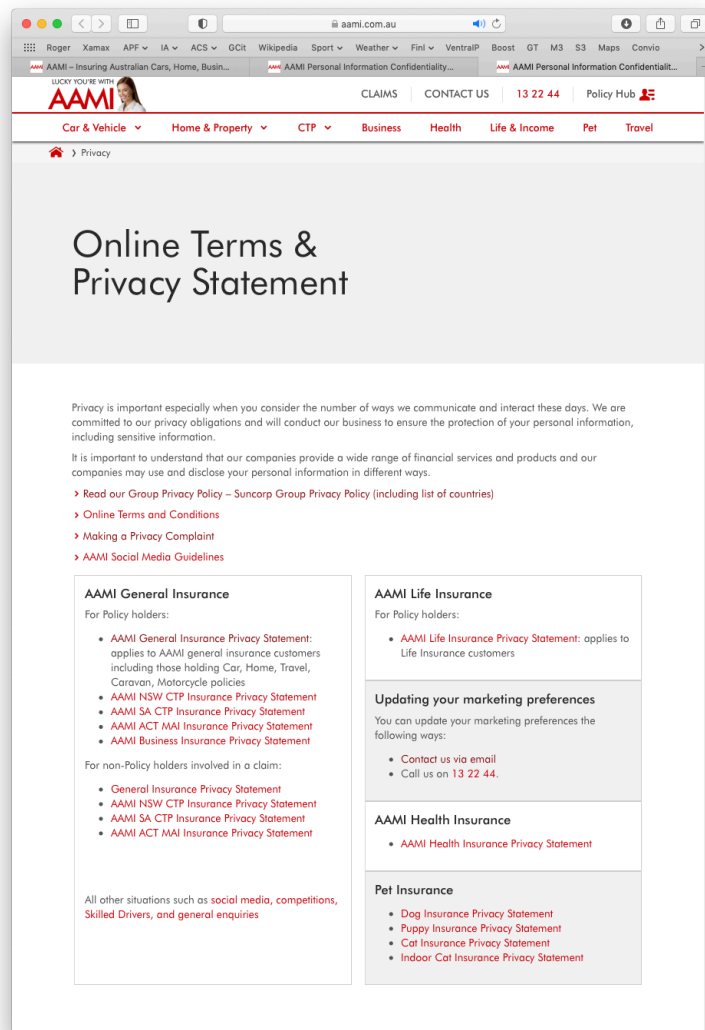 aami.com.au
Roger Xamax APF IA ACS GCit Wikipedia Sport Weather Finl VentralP Boost GT M3 S3 Maps Convio
AAMI – Insuring Australian Cars, Home, Busin...
AAMI Personal Information Confidentiality...
AAMI Personal Information Confidentialit...
LUCKY YOU'RE WITH
AAMI
CLAIMS CONTACT US 13 22 44 Policy Hub
Car & Vehicle Home & Property CTP Business Health Life & Income Pet Travel
Privacy
Online Terms &
Privacy Statement
Privacy is important especially when you consider the number of ways we communicate and interact these days. We are
committed to our privacy obligations and will conduct our business to ensure the protection of your personal information,
including sensitive information.
It is important to understand that our companies provide a wide range of financial services and products and our
companies may use and disclose your personal information in different ways.
Read our Group Privacy Policy – Suncorp Group Privacy Policy (including list of countries)
Online Terms and Conditions
Making a Privacy Complaint
AAMI Social Media Guidelines
AAMI General Insurance
For Policy holders:
AAMI General Insurance Privacy Statement:
applies to AAMI general insurance customers
including those holding Car, Home, Travel,
Caravan, Motorcycle policies
AAMI NSW CTP Insurance Privacy Statement
AAMI SA CTP Insurance Privacy Statement
AAMI ACT MAI Insurance Privacy Statement
AAMI Business Insurance Privacy Statement
For non-Policy holders involved in a claim:
General Insurance Privacy Statement
AAMI NSW CTP Insurance Privacy Statement
AAMI SA CTP Insurance Privacy Statement
AAMI ACT MAI Insurance Privacy Statement
All other situations such as social media, competitions,
Skilled Drivers, and general enquiries
AAMI Life Insurance
For Policy holders:
AAMI Life Insurance Privacy Statement: applies to
Life Insurance customers
Updating your marketing preferences
You can update your marketing preferences the
following ways:
Contact us via email
Call us on 13 22 44.
AAMI Health Insurance
AAMI Health Insurance Privacy Statement
Pet Insurance
Dog Insurance Privacy Statement
Puppy Insurance Privacy Statement
Cat Insurance Privacy Statement
Indoor Cat Insurance Privacy Statement